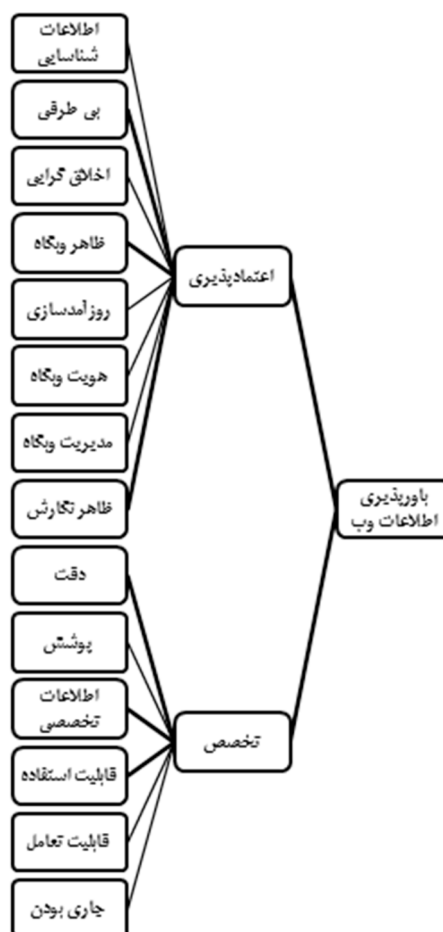 باورپذیری
اطلاعات وب
اعتمادپذیری
اطلاعات
شناسایی
بی طرفی
اخلاق گرایی
ظاهر وبگاه
روزآمدسازی
هویت وبگاه
مدیریت وبگاه
ظاهر نگارش
تخصص
دقت
پوشش
اطلاعات
تخصصی
قابلیت استفاده
قابلیت تعامل
جاری بودن